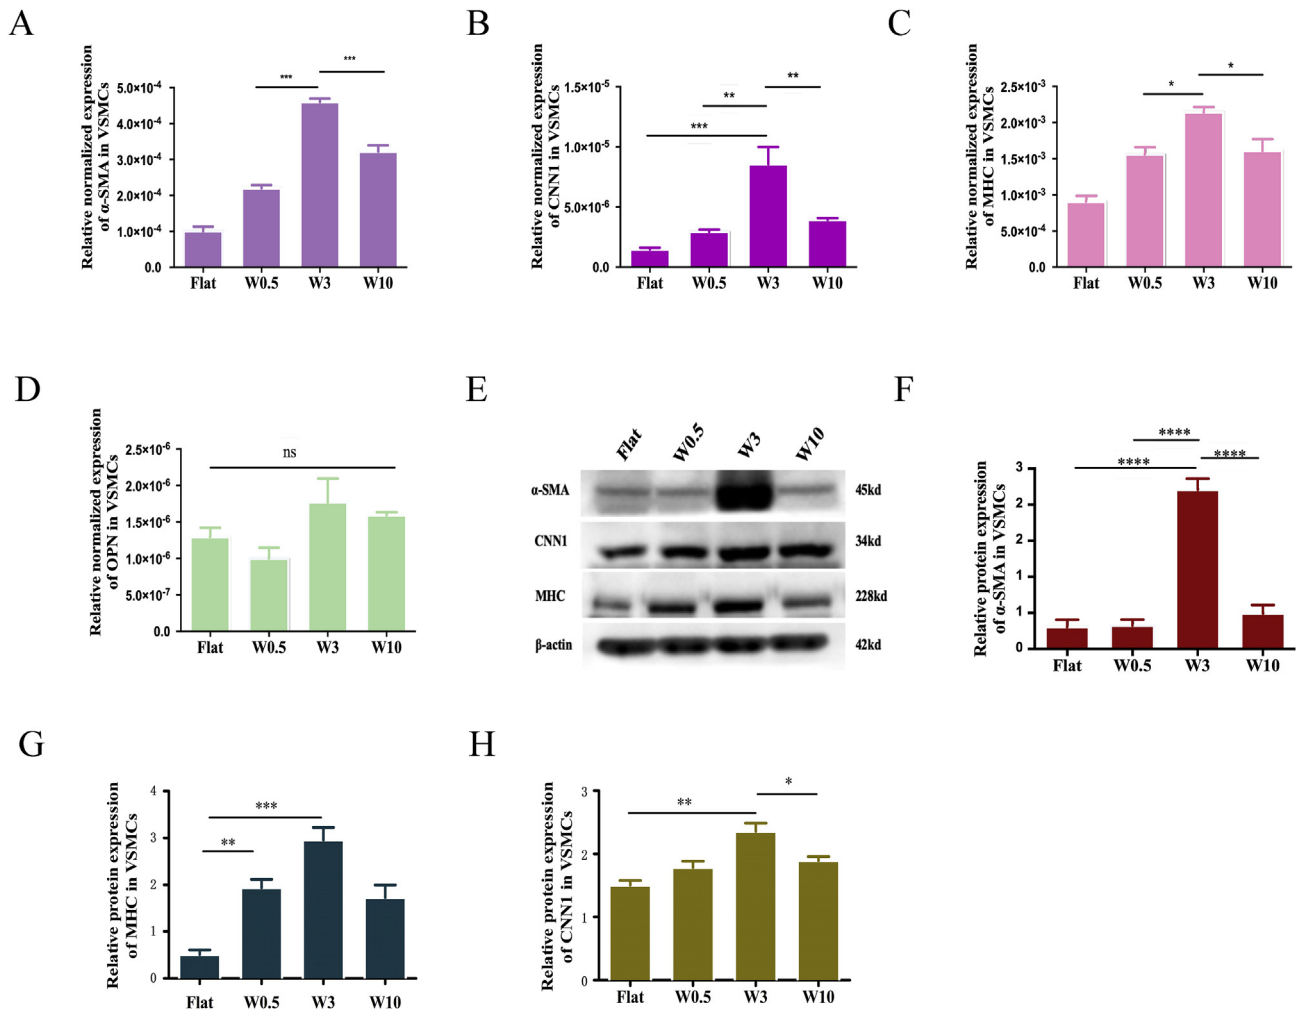 A
Relative normalized expression
of α-SMA in VSMCs
5.0×10-4
4.0×10-4
3.0×10-4
2.0×10-4
1.0×10-4
0.0
***
***
Flat W0.5 W3 W10
B
Relative normalized expression
of CNN1 in VSMCs
1.5×10-5
1.0×10-5
5.0×10-6
0.0
**
**
***
Flat W0.5 W3 W10
C
Relative normalized expression
of MHC in VSMCs
2.5×10-3
2.0×10-3
1.5×10-3
1.0×10-3
5.0×10-4
0.0
*
*
Flat W0.5 W3 W10
D
Relative normalized expression
of OPN in VSMCs
2.5×10-6
2.0×10-6
1.5×10-6
1.0×10-6
5.0×10-7
0.0
ns
Flat W0.5 W3 W10
E
Flat W0.5 W3 W10
α-SMA 45kd
CNN1 34kd
MHC 228kd
β-actin 42kd
F
Relative protein expression
of α-SMA in VSMCs
3
2
2
1
1
0
****
****
****
Flat W0.5 W3 W10
G
Relative protein expression
of MHC in VSMCs
4
3
2
1
0
***
**
Flat W0.5 W3 W10
H
Relative protein expression
of CNN1 in VSMCs
3
2
1
0
*
**
Flat W0.5 W3 W10